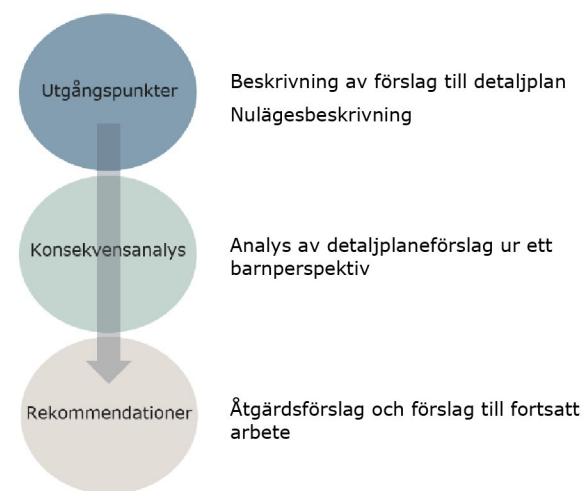 Utgångspunkter
Beskrivning av förslag till detaljplan
Nulägesbeskrivning
Konsekvensanalys
Analys av detaljplaneförslag ur ett
barnperspektiv
Rekommendationer
Åtgärdsförslag och förslag till fortsatt
arbete